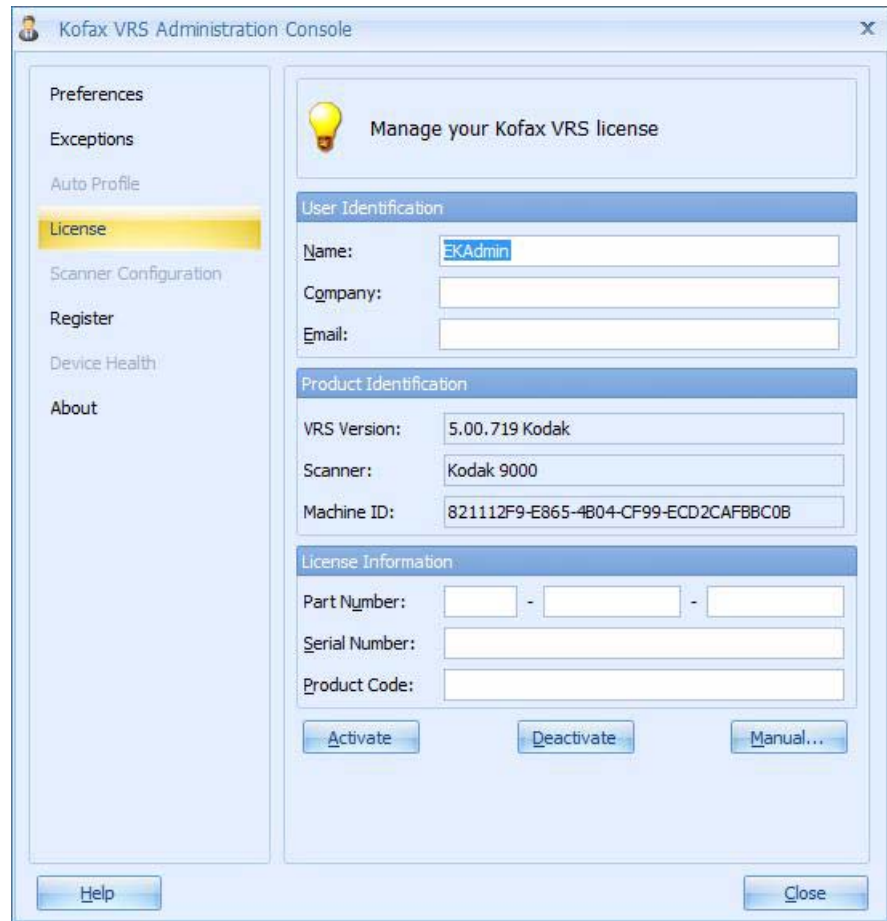 Kofax VRS Administration Console
X
Preferences
Exceptions
Auto Profile
License
Scanner Configuration
Register
Device Health
About
Manage your Kofax VRS license
User Identification
Name: EKAdmin
Company:
Email:
Product Identification
VRS Version: 5.00.719 Kodak
Scanner: Kodak 9000
Machine ID: 821112F9-E865-4B04-CF99-ECD2CAFBBC0B
License Information
Part Number: - -
Serial Number:
Product Code:
Activate Deactivate Manual...
Help Close